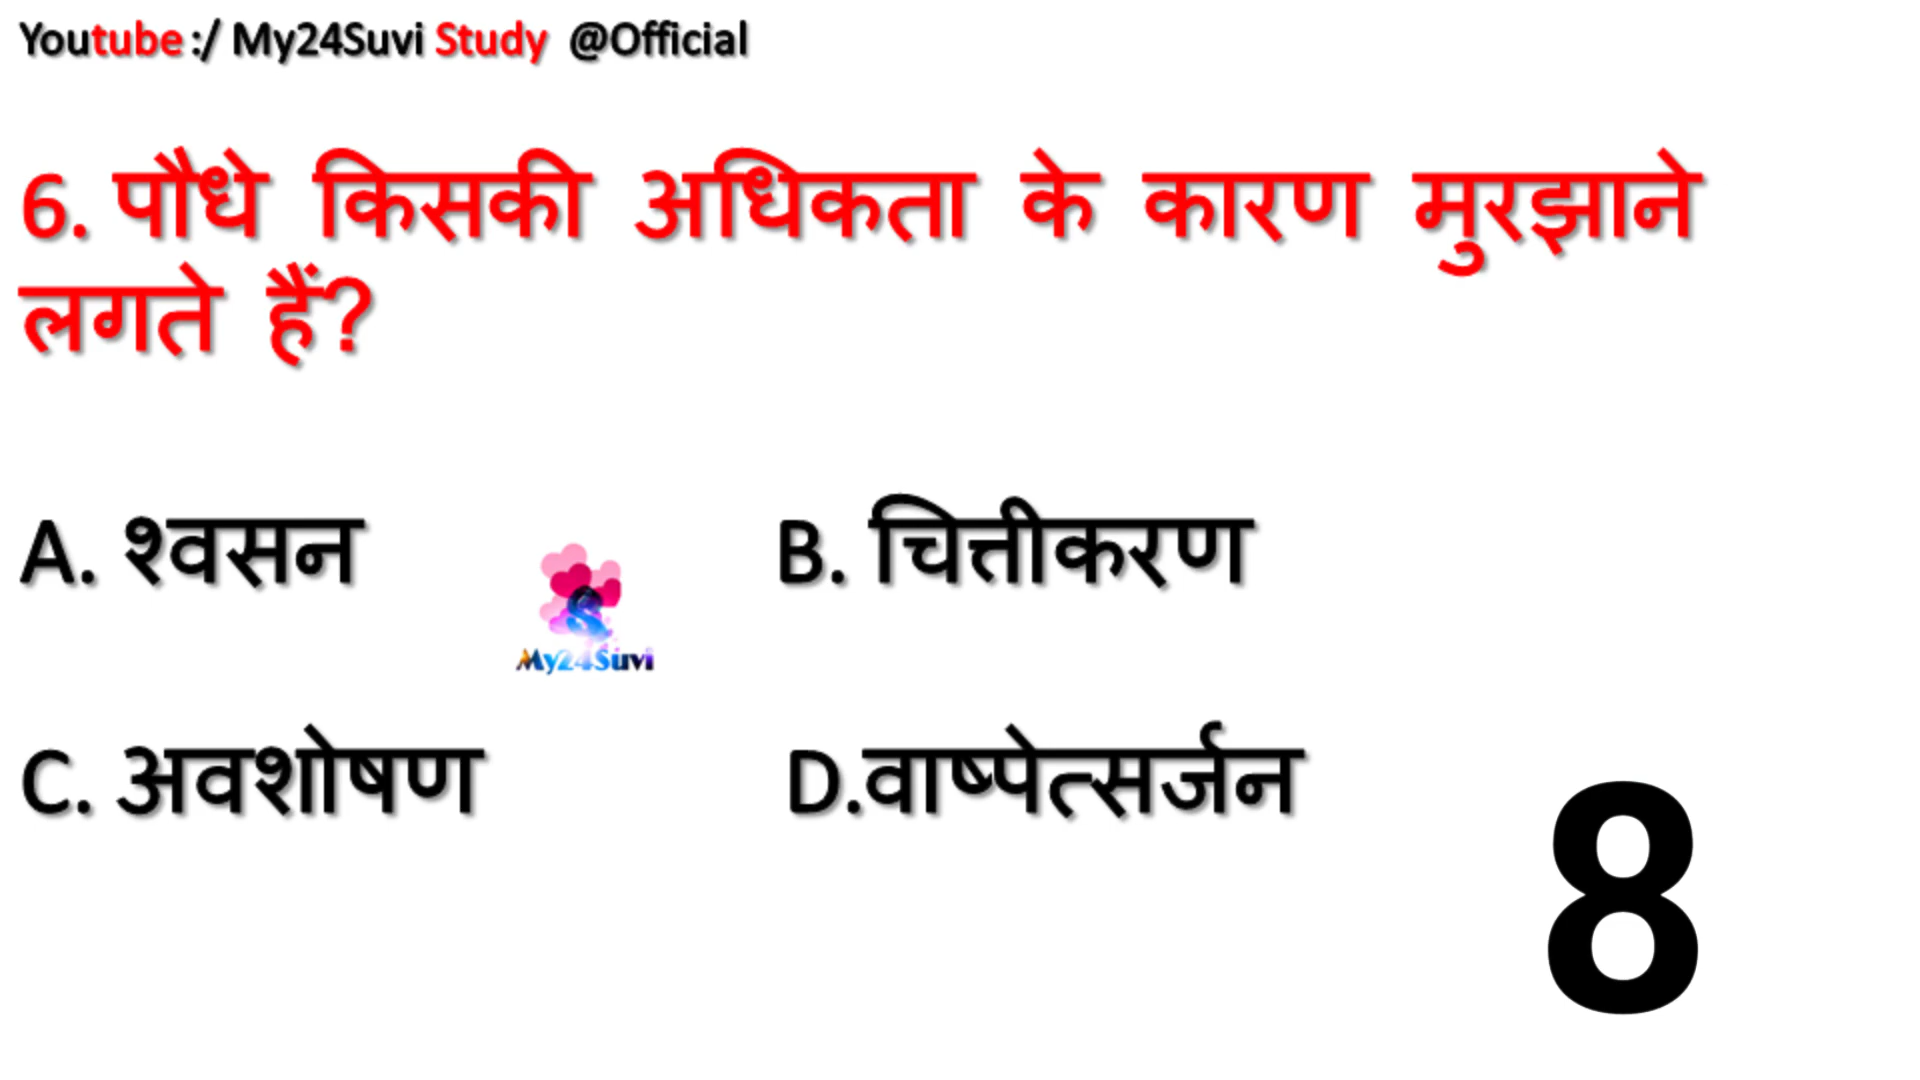 Youtube :/ My24Suvi Study @Official
6. पौधे किसकी अधिकता के कारण मुरझाने
लगते हैं?
A. श्वसन B. चित्तीकरण
My24Suvi
C. अवशोषण D.वाष्पेत्सर्जन
8